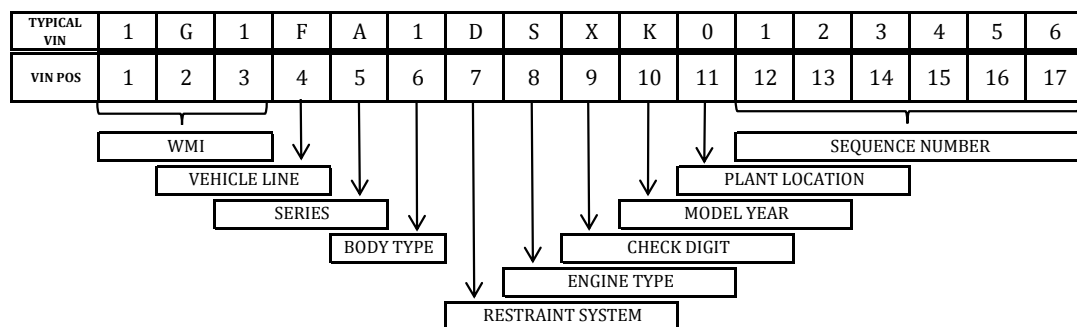 TYPICAL VIN 1 G 1 F A 1 D S X K 0 1 2 3 4 5 6
VIN POS 1 2 3 4 5 6 7 8 9 10 11 12 13 14 15 16 17
WMI SEQUENCE NUMBER
VEHICLE LINE PLANT LOCATION
SERIES MODEL YEAR
BODY TYPE CHECK DIGIT
ENGINE TYPE
RESTRAINT SYSTEM